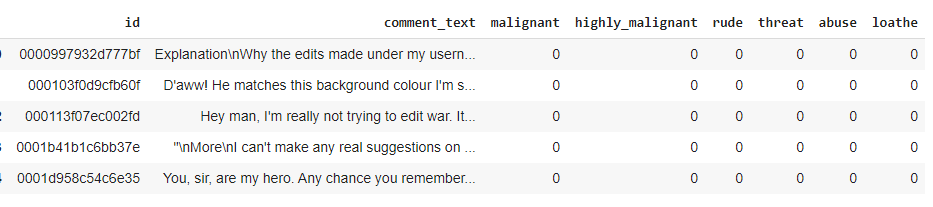 id comment_text malignant highly_malignant rude threat abuse loathe
0000997932d777bf Explanation\nWhy the edits made under my usern... 0 0 0 0 0 0
000103f0d9cfb60f D'aww! He matches this background colour I'm s... 0 0 0 0 0 0
000113f07ec002fd Hey man, I'm really not trying to edit war. It... 0 0 0 0 0 0
0001b41b1c6bb37e "\nMore\nI can't make any real suggestions on ... 0 0 0 0 0 0
0001d958c54c6e35 You, sir, are my hero. Any chance you remember... 0 0 0 0 0 0